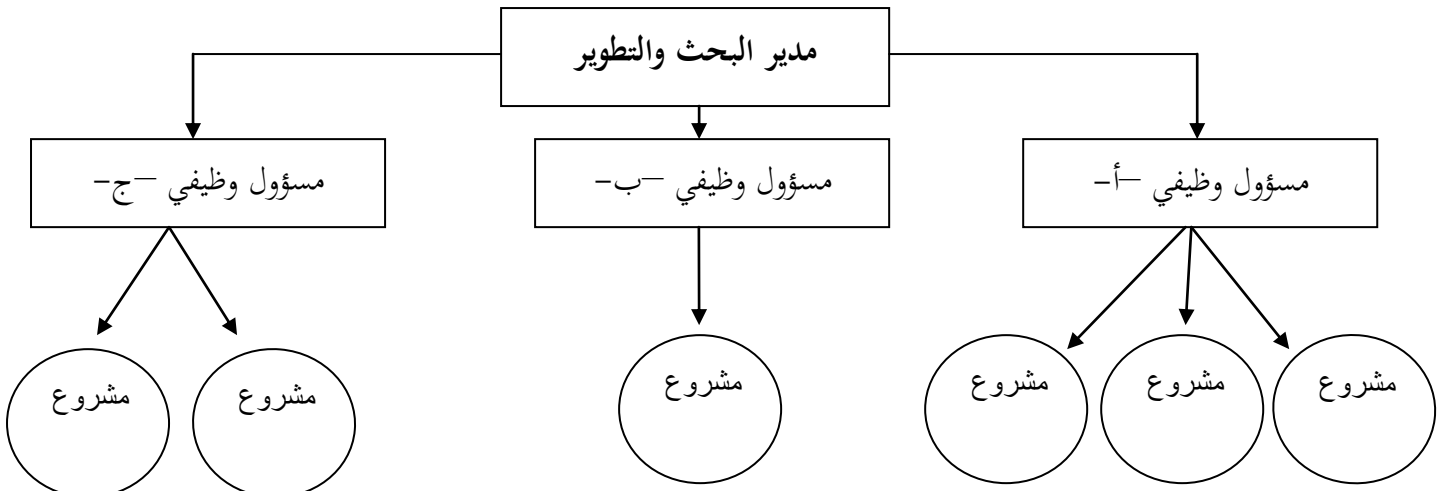 مدير البحث والتطوير
مسؤول وظيفي –أ-
مسؤول وظيفي –ب-
مسؤول وظيفي –ج-
مشروع
مشروع
مشروع
مشروع
مشروع
مشروع